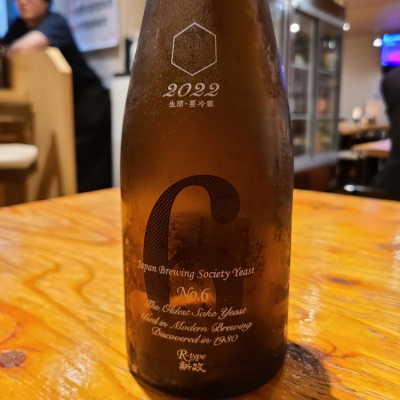 2022
生酒・要冷蔵
6
Japan Brewing Society Yeast
No.6
The Oldest Sake Yeast
Used in Modern Brewing
Discovered in 1930
R-type
新政